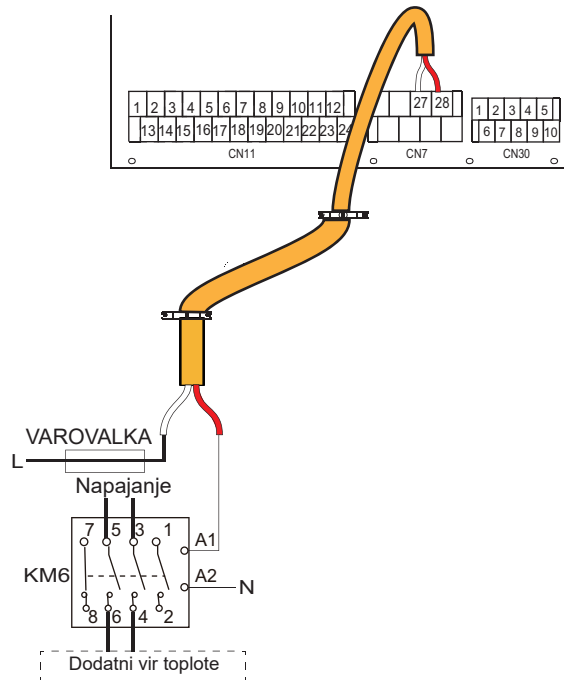 27 28
1 2 3 4 5 6 7 8 9 10 11 12
1 2 3 4 5
13 14 15 16 17 18 19 20 21 22 23 24
6 7 8 9 10
CN11
CN7
CN30
VAROVALKA
L
Napajanje
7 5 3 1
A1
KM6
A2
N
8 6 4 2
Dodatni vir toplote